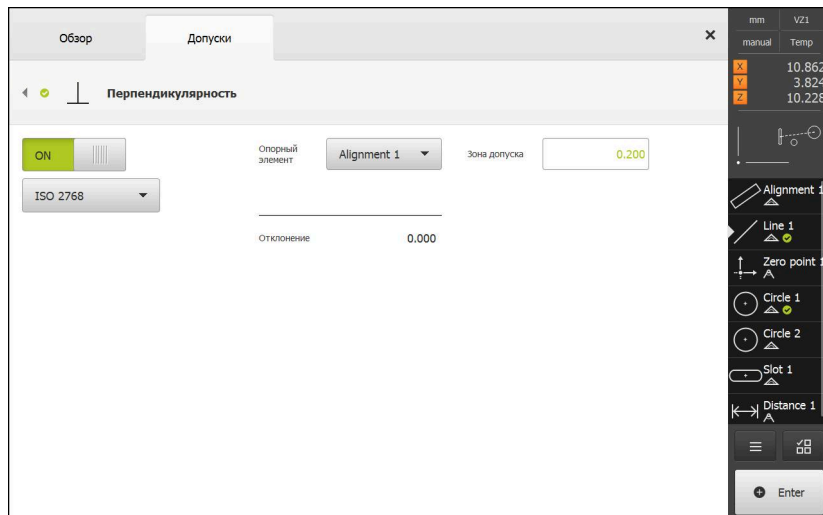 Обзор
Допуски
×
Перпендикулярность
ON
ISO 2768
Опорный
элемент
Alignment 1
Зона допуска
0.200
Отклонение
0.000
mm VZ1
manual Temp
X 10.862
Y 3.824
Z 10.228
Alignment 1
Line 1
Zero point 1
Circle 1
Circle 2
Slot 1
Distance 1
Enter